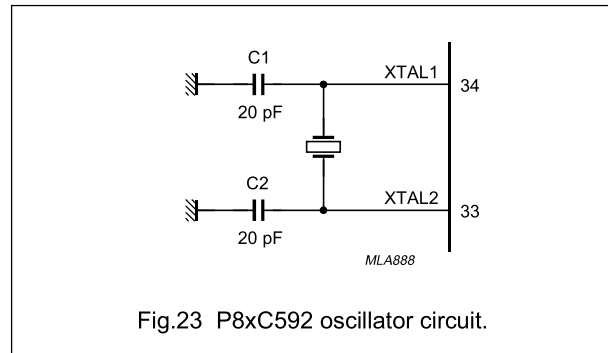 C1
XTAL1
34
20 pF
C2
XTAL2
33
20 pF
MLA888
Fig.23 P8xC592 oscillator circuit.